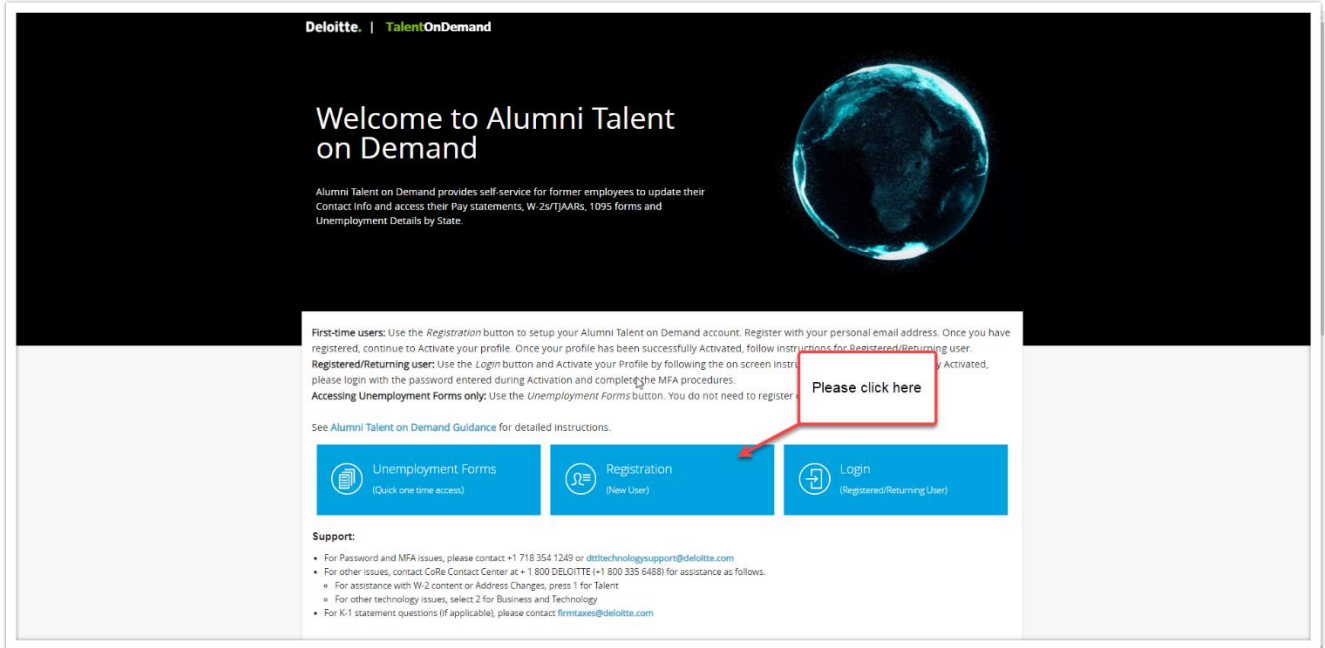 Deloitte. | TalentOnDemand
Welcome to Alumni Talent
on Demand
Alumni Talent on Demand provides self-service for former employees to update their
Contact Info and access their Pay statements, W-2s/TJAARs, 1095 forms and
Unemployment Details by State.
First-time users: Use the Registration button to setup your Alumni Talent on Demand account. Register with your personal email address. Once you have
registered, continue to Activate your profile. Once your profile has been successfully Activated, follow instructions for Registered/Returning user.
Registered/Returning user: Use the Login button and Activate your Profile by following the on screen Activated,
please login with the password entered during Activation and complete the MFA procedures.
Accessing Unemployment Forms only: Use the Unemployment Forms button. You do not need to register
Please click here
See Alumni Talent on Demand Guidance for detailed instructions.
Unemployment Forms
(Quick one time access)
Registration
(New User)
Login
(Registered/Returning User)
Support:
• For Password and MFA issues, please contact +1 718 354 1249 or dttltechnologysupport@deloitte.com
• For other issues, contact CoRe Contact Center at + 1 800 DELOITTE (+1 800 335 6488) for assistance as follows.
For assistance with W-2 content or Address Changes, press 1 for Talent
For other technology issues, select 2 for Business and Technology
• For K-1 statement questions (if applicable), please contact firmtaxes@deloitte.com